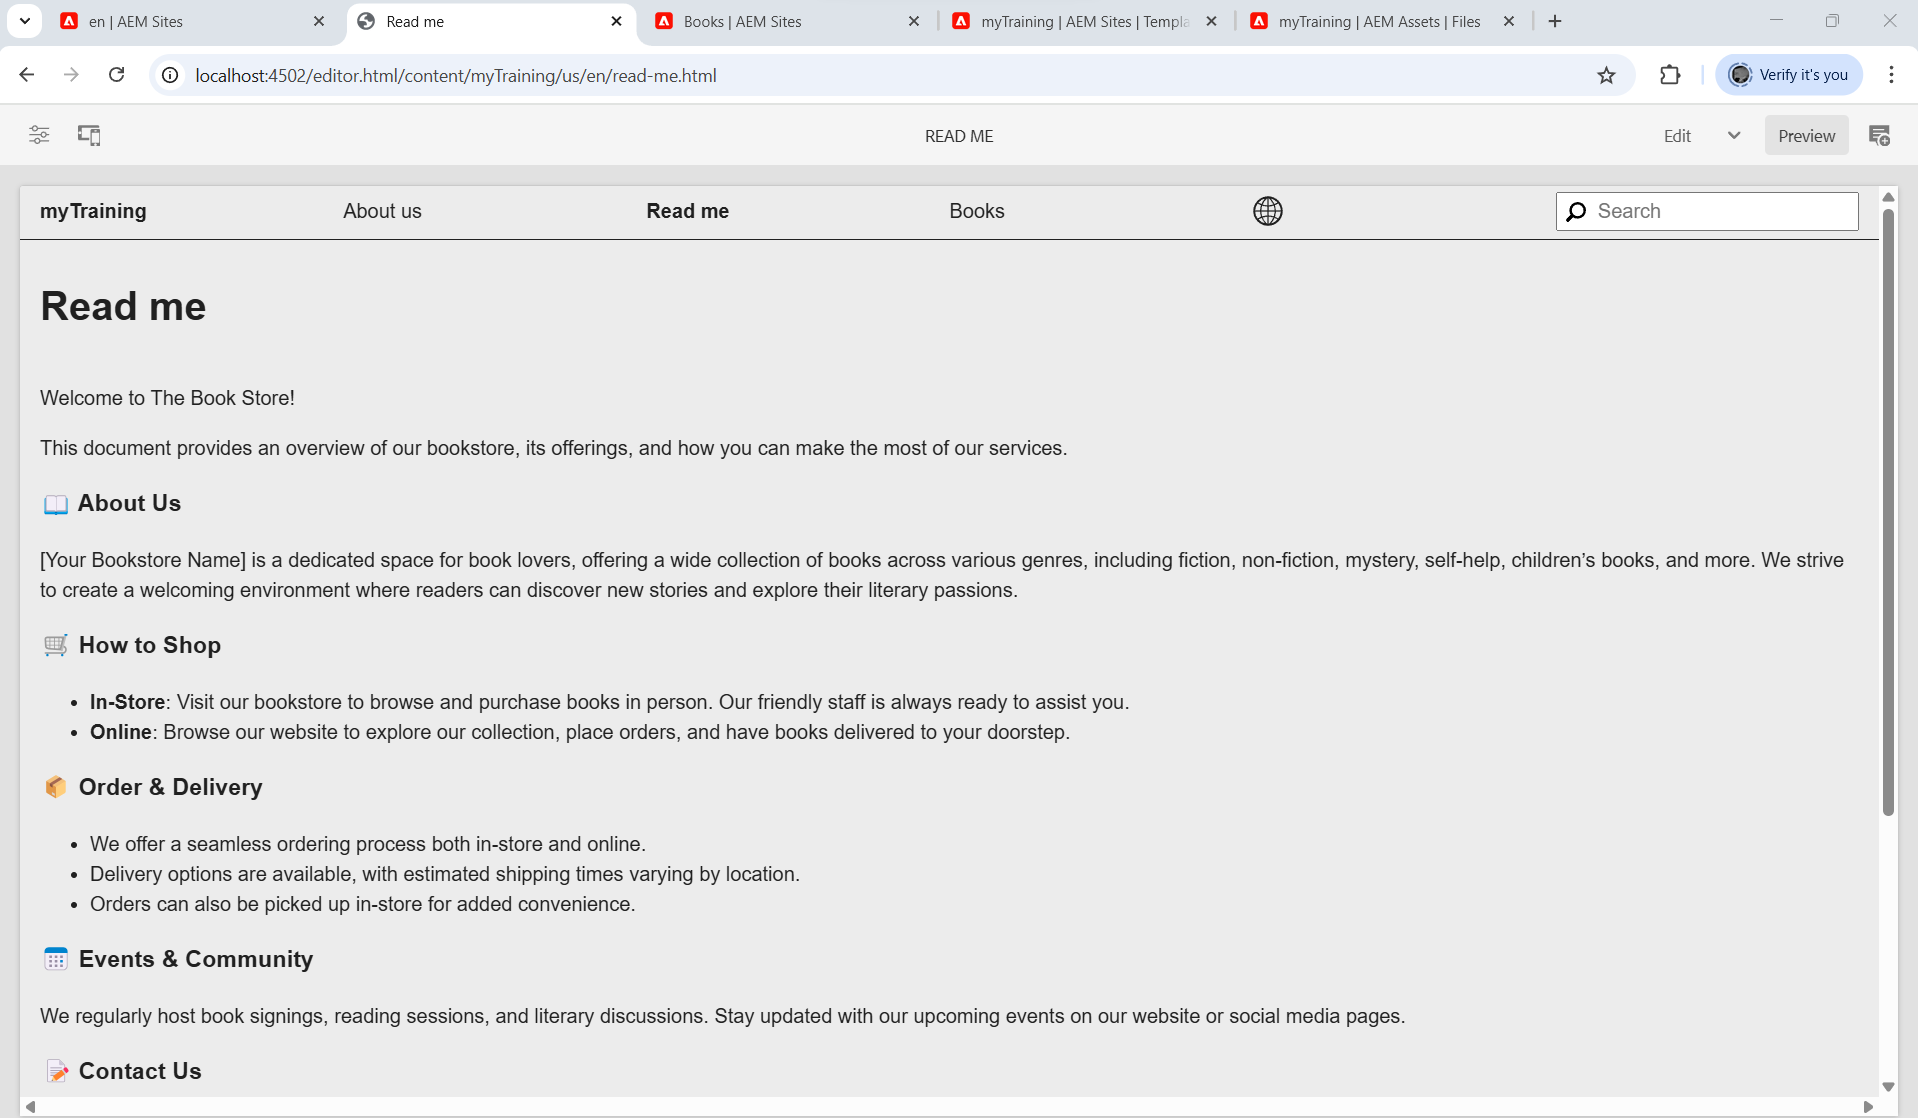 en | AEM Sites
Read me
Books | AEM Sites
myTraining | AEM Sites | Templa
myTraining | AEM Assets | Files
localhost:4502/editor.html/content/myTraining/us/en/read-me.html
Verify it's you
READ ME
Edit
Preview
myTraining
About us
Read me
Books
Search
Read me
Welcome to The Book Store!
This document provides an overview of our bookstore, its offerings, and how you can make the most of our services.
About Us
[Your Bookstore Name] is a dedicated space for book lovers, offering a wide collection of books across various genres, including fiction, non-fiction, mystery, self-help, children’s books, and more. We strive
to create a welcoming environment where readers can discover new stories and explore their literary passions.
How to Shop
• In-Store: Visit our bookstore to browse and purchase books in person. Our friendly staff is always ready to assist you.
• Online: Browse our website to explore our collection, place orders, and have books delivered to your doorstep.
Order & Delivery
• We offer a seamless ordering process both in-store and online.
• Delivery options are available, with estimated shipping times varying by location.
• Orders can also be picked up in-store for added convenience.
Events & Community
We regularly host book signings, reading sessions, and literary discussions. Stay updated with our upcoming events on our website or social media pages.
Contact Us